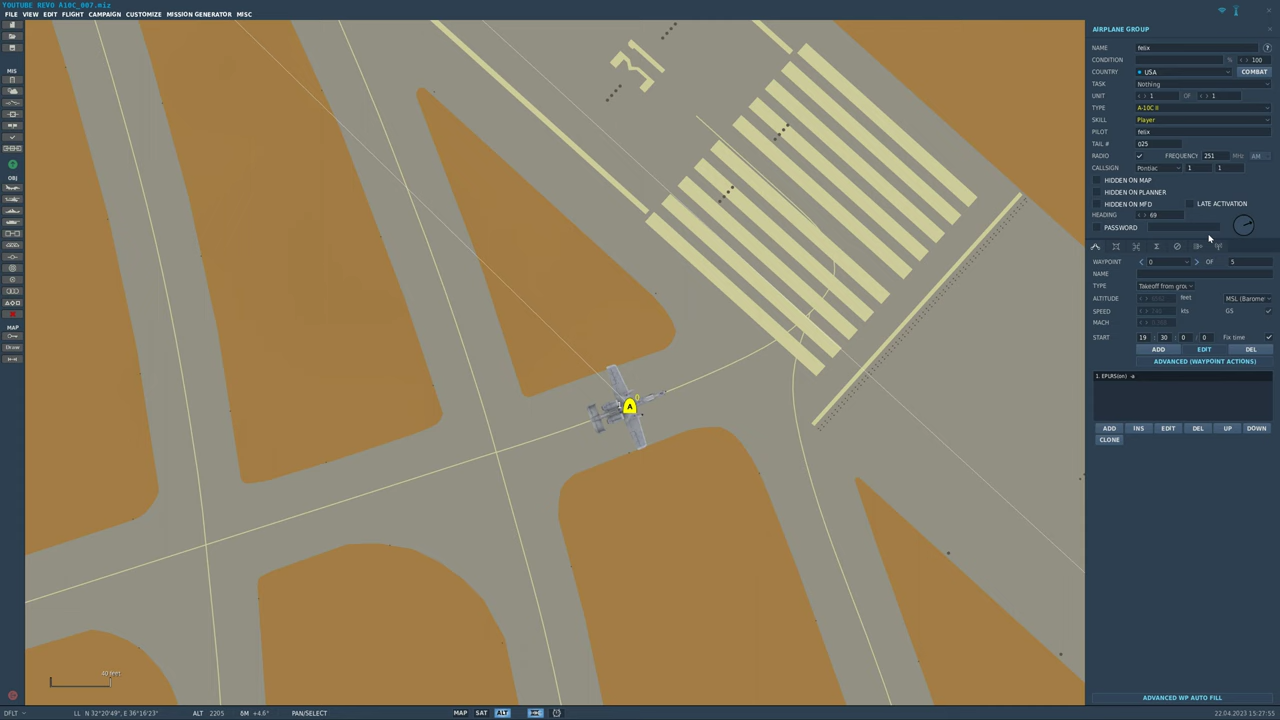 YOUTUBE REVO A10C_007.miz
FILE VIEW EDIT FLIGHT CAMPAIGN CUSTOMIZE MISSION GENERATOR MISC
MIS
OBJ
MAP
31
A
0
40 feet
AIRPLANE GROUP
NAME felix ?
CONDITION % < > 100
COUNTRY USA COMBAT
TASK Nothing
UNIT < > 1 OF < > 1
TYPE A-10C II
SKILL Player
PILOT felix
TAIL # 025
RADIO FREQUENCY 251 MHz AM
CALLSIGN Pontiac 1 1
HIDDEN ON MAP
HIDDEN ON PLANNER
HIDDEN ON MFD LATE ACTIVATION
HEADING < > 69
PASSWORD
WAYPOINT < 0 > OF 5
NAME
TYPE Takeoff from grou
ALTITUDE feet MSL (Barome
SPEED kts GS
MACH
START 19 : 30 : 0 / 0 Fix time
ADD EDIT DEL
ADVANCED (WAYPOINT ACTIONS)
1. EPLRS(on) -a
ADD INS EDIT DEL UP DOWN
CLONE
ADVANCED WP AUTO FILL
DFLT LL N 32°20'49", E 36°16'23" ALT 2205 δM +4.6° PAN/SELECT MAP SAT ALT 22.04.2023 15:27:55